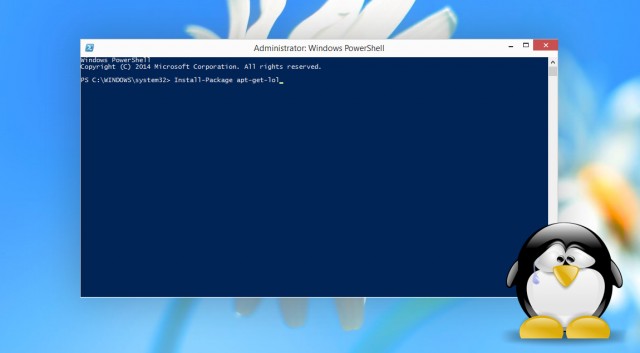 Administrator: Windows PowerShell
Windows PowerShell
Copyright (C) 2014 Microsoft Corporation. All rights reserved.
PS C:\WINDOWS\system32> Install-Package apt-get-lol_